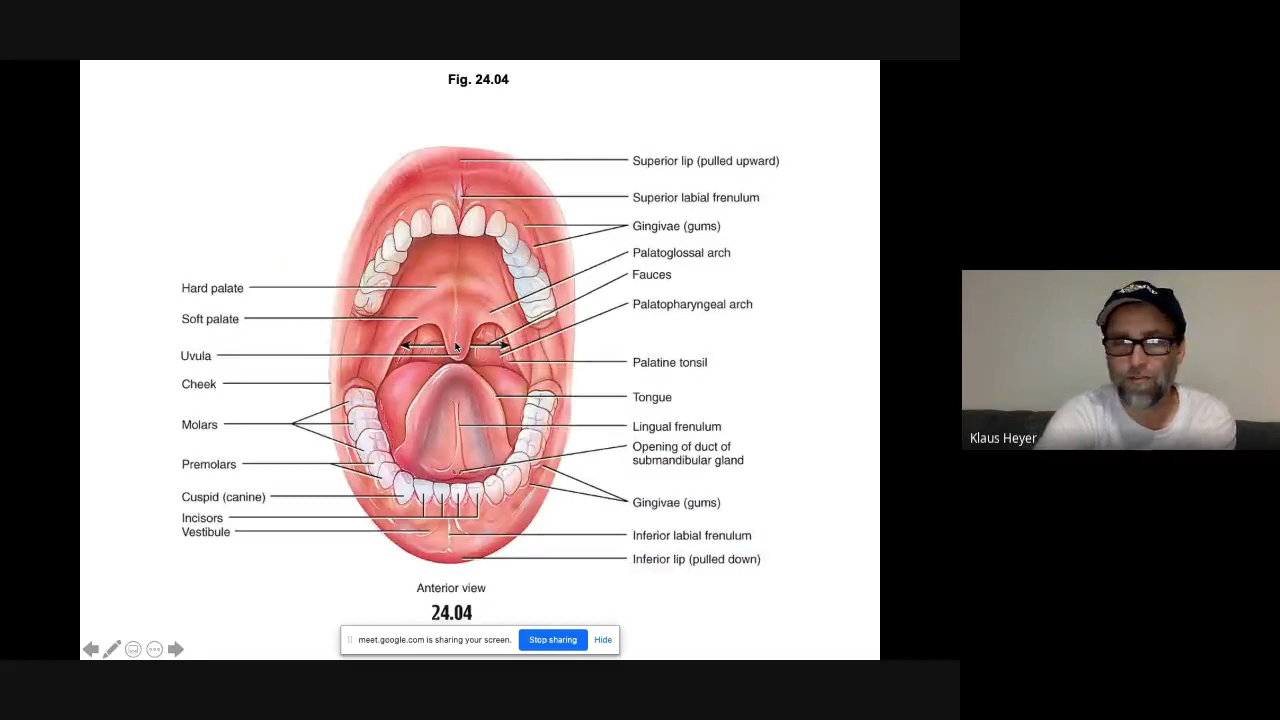 Fig. 24.04
Superior lip (pulled upward)
Superior labial frenulum
Gingivae (gums)
Palatoglossal arch
Fauces
Palatopharyngeal arch
Palatine tonsil
Tongue
Lingual frenulum
Opening of duct of
submandibular gland
Gingivae (gums)
Inferior labial frenulum
Inferior lip (pulled down)
Hard palate
Soft palate
Uvula
Cheek
Molars
Premolars
Cuspid (canine)
Incisors
Vestibule
Anterior view
24.04
meet.google.com is sharing your screen. Stop sharing Hide
Klaus Heyer